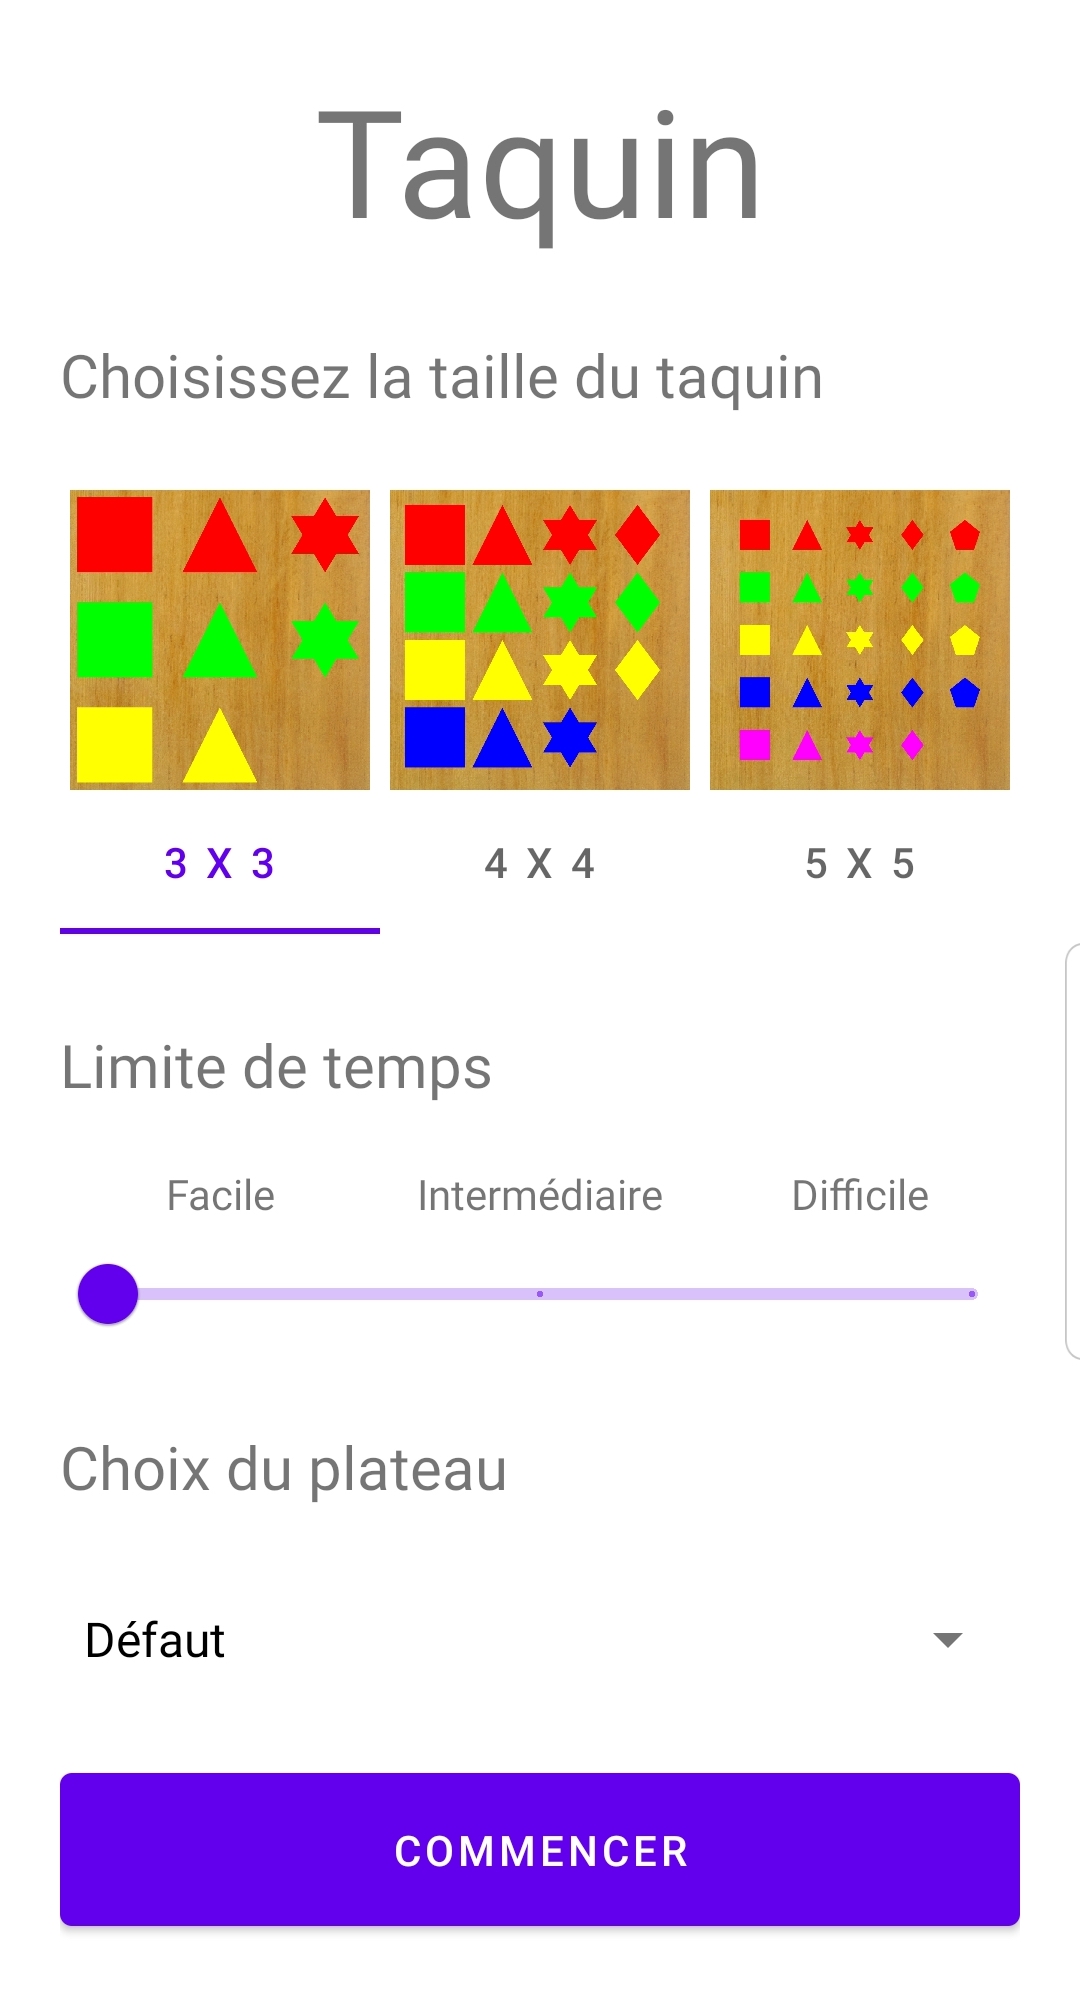 Taquin
Choisissez la taille du taquin
3 X 3
4 X 4
5 X 5
Limite de temps
Facile
Intermédiaire
Difficile
Choix du plateau
Défaut
COMMENCER